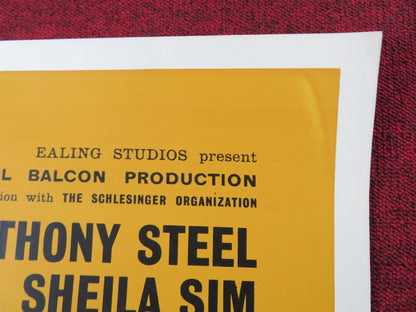 EALING STUDIOS present
L BALCON PRODUCTION
ion with THE SCHLESINGER ORGANIZATION
THONY STEEL
SHEILA SIM